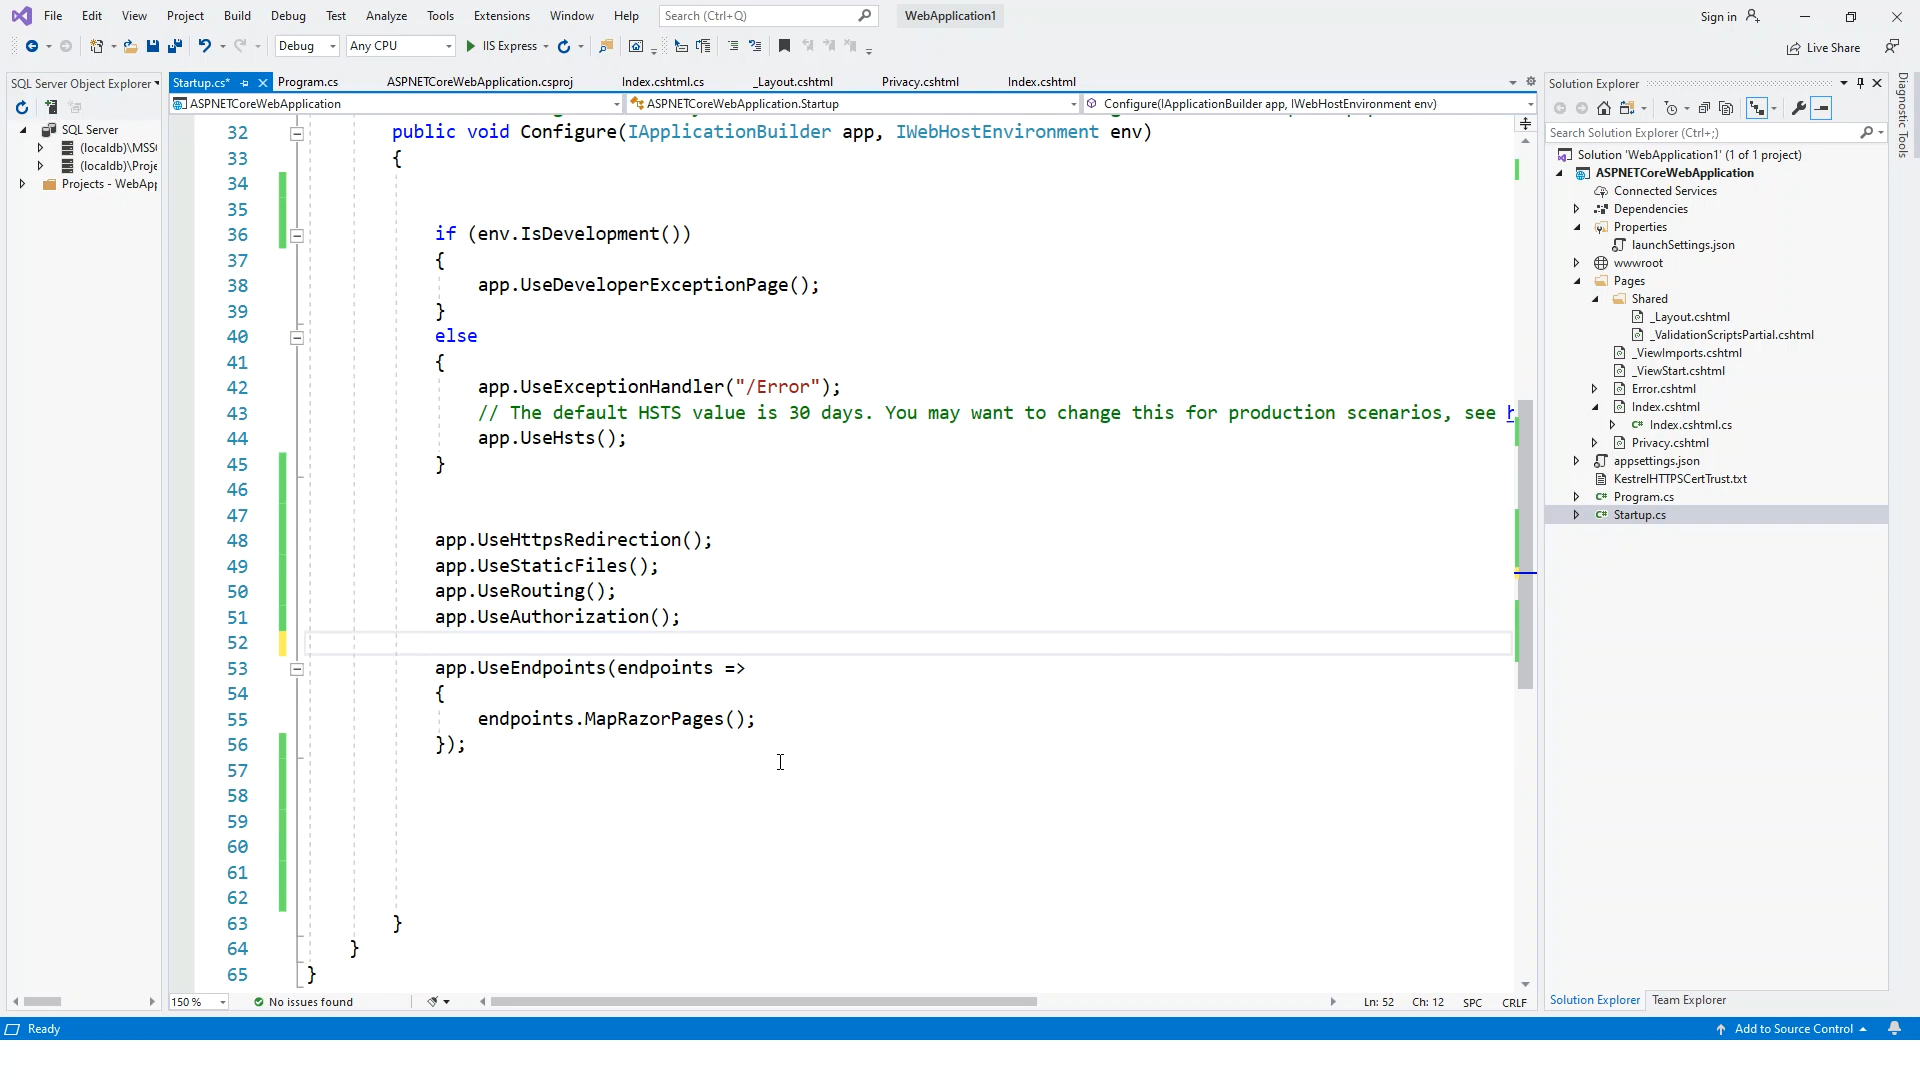 File Edit View Project Build Debug Test Analyze Tools Extensions Window Help Search (Ctrl+Q) WebApplication1 Sign in
Debug Any CPU IIS Express Live Share
SQL Server Object Explorer
SQL Server
(localdb)\MSS
(localdb)\Proje
Projects - WebApp
Startup.cs* Program.cs ASPNETCoreWebApplication.csproj Index.cshtml.cs _Layout.cshtml Privacy.cshtml Index.cshtml
ASPNETCoreWebApplication ASPNETCoreWebApplication.Startup Configure(IApplicationBuilder app, IWebHostEnvironment env)
32 public void Configure(IApplicationBuilder app, IWebHostEnvironment env)
33 {
34
35
36 if (env.IsDevelopment())
37 {
38 app.UseDeveloperExceptionPage();
39 }
40 else
41 {
42 app.UseExceptionHandler("/Error");
43 // The default HSTS value is 30 days. You may want to change this for production scenarios, see h
44 app.UseHsts();
45 }
46
47
48 app.UseHttpsRedirection();
49 app.UseStaticFiles();
50 app.UseRouting();
51 app.UseAuthorization();
52
53 app.UseEndpoints(endpoints =>
54 {
55 endpoints.MapRazorPages();
56 });
57
58
59
60
61
62
63 }
64 }
65 }
150 % No issues found Ln: 52 Ch: 12 SPC CRLF
Solution Explorer
Search Solution Explorer (Ctrl+;)
Solution 'WebApplication1' (1 of 1 project)
ASPNETCoreWebApplication
Connected Services
Dependencies
Properties
launchSettings.json
wwwroot
Pages
Shared
_Layout.cshtml
_ValidationScriptsPartial.cshtml
_ViewImports.cshtml
_ViewStart.cshtml
Error.cshtml
Index.cshtml
Index.cshtml.cs
Privacy.cshtml
appsettings.json
KestrelHTTPSCertTrust.txt
Program.cs
Startup.cs
Solution Explorer Team Explorer
Diagnostic Tools
Ready Add to Source Control